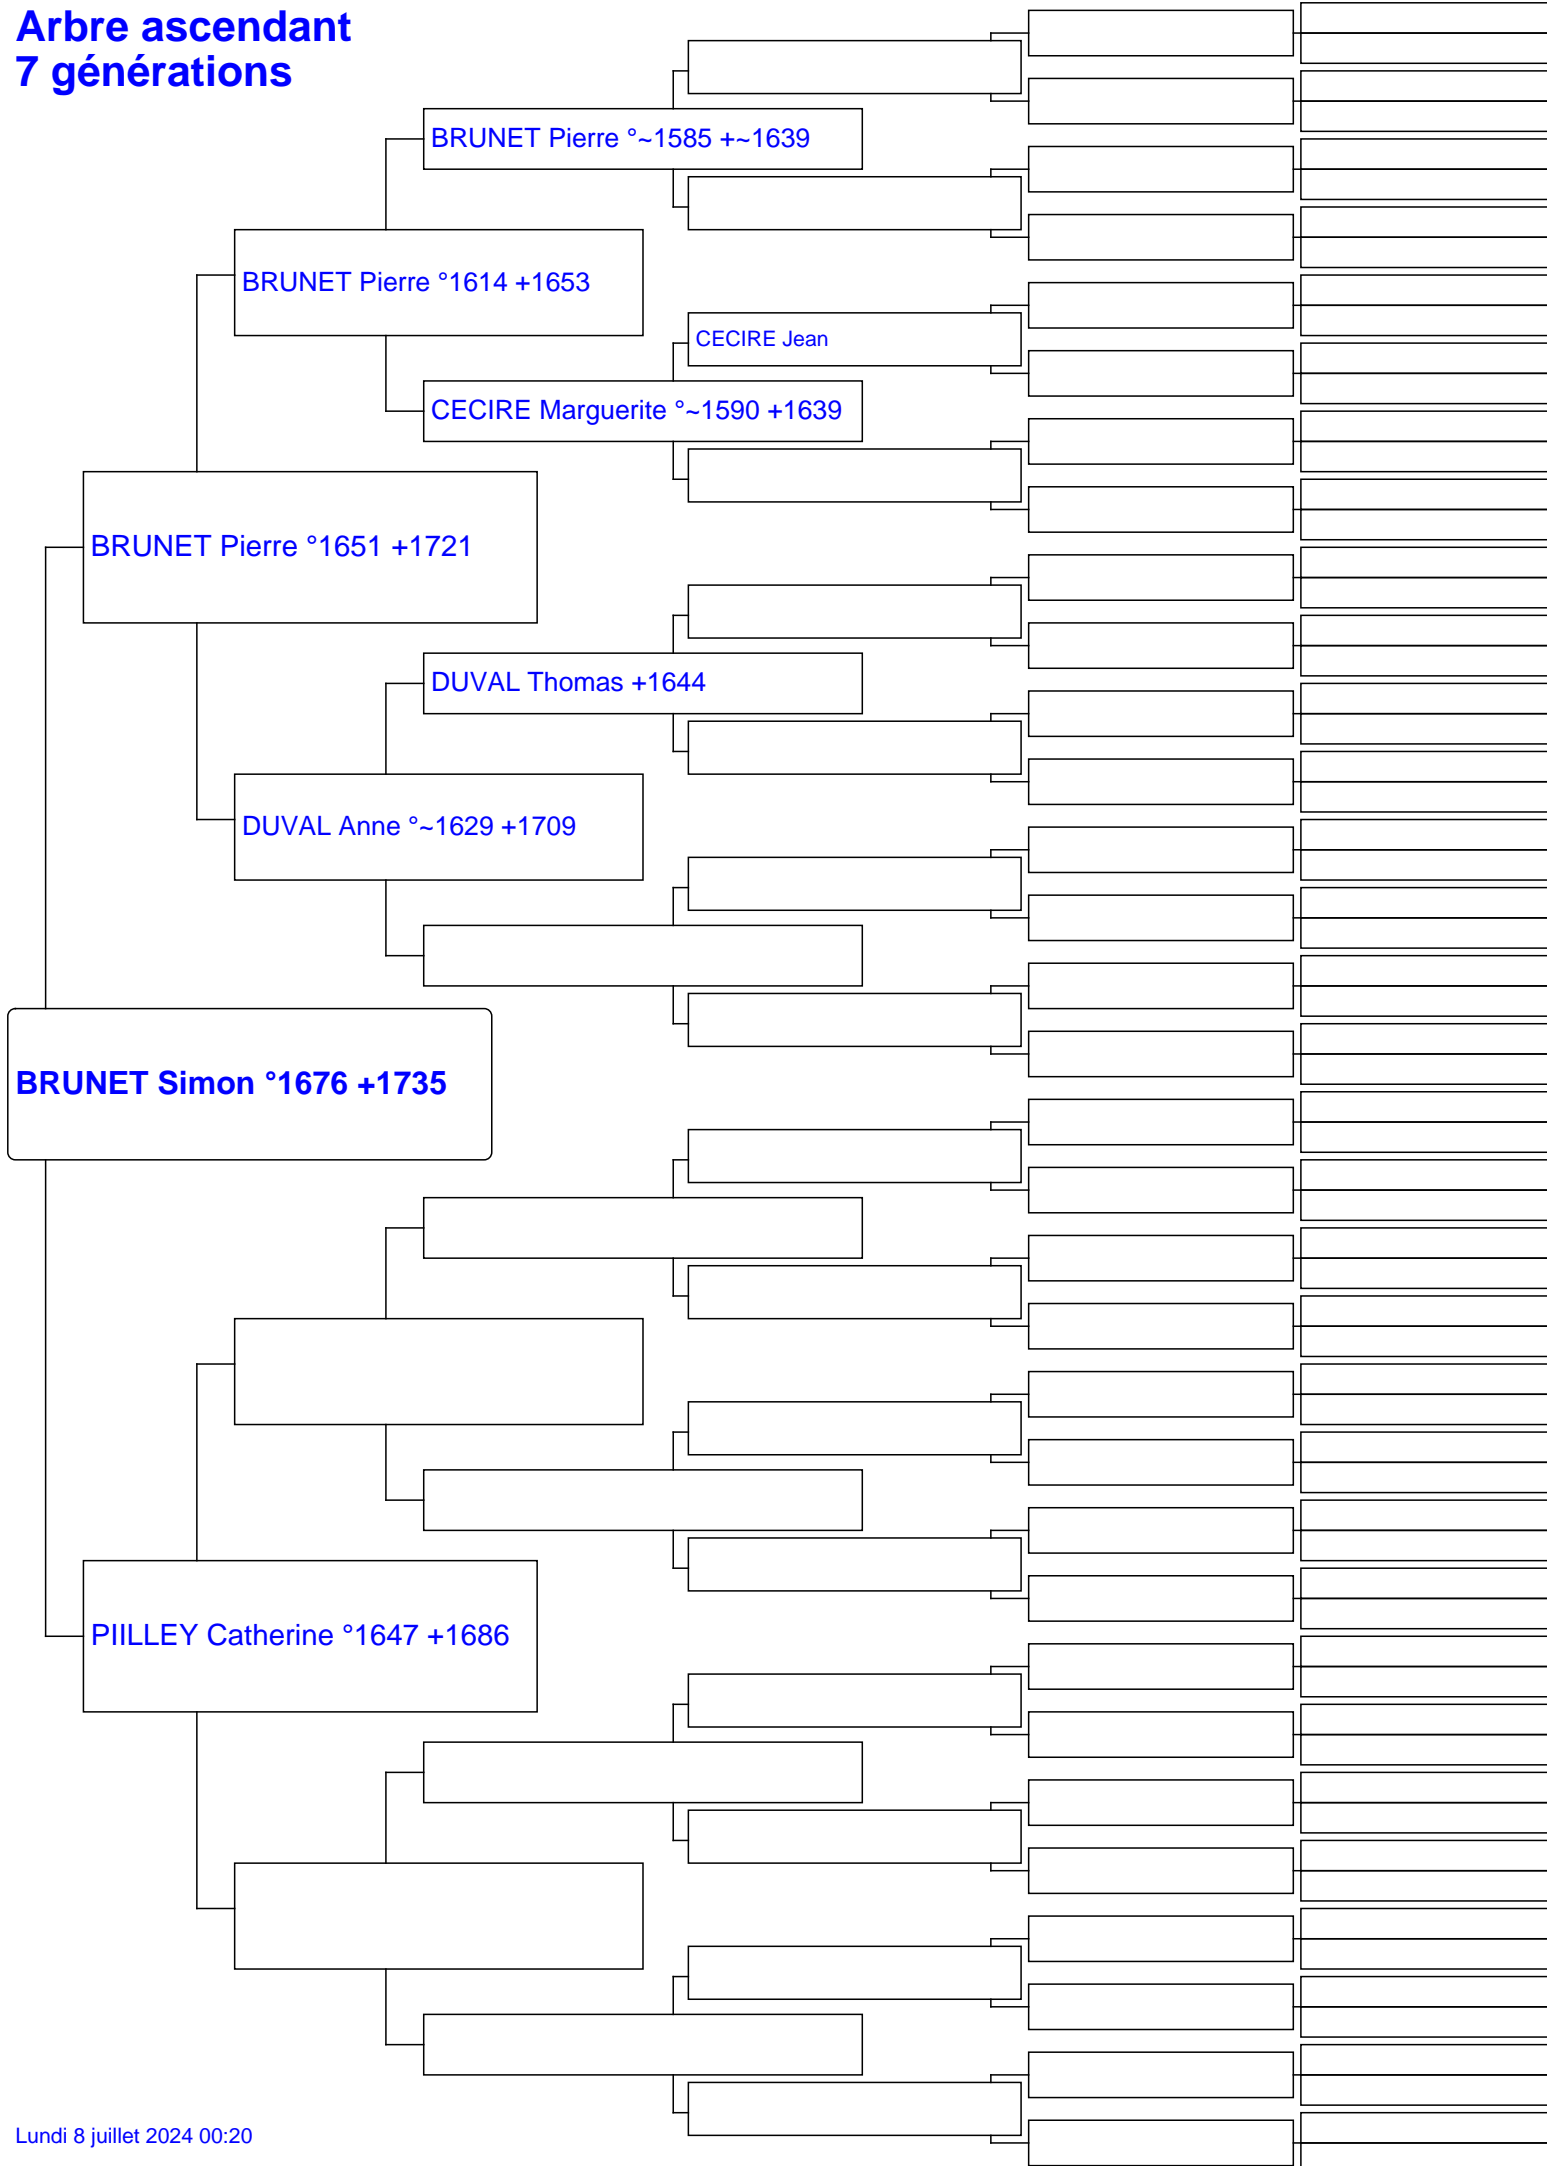 Arbre ascendant
7 générations
BRUNET Pierre °~1585 +~1639
BRUNET Pierre °1614 +1653
CECIRE Jean
CECIRE Marguerite °~1590 +1639
BRUNET Pierre °1651 +1721
DUVAL Thomas +1644
DUVAL Anne °~1629 +1709
BRUNET Simon °1676 +1735
PIILLEY Catherine °1647 +1686
Lundi 8 juillet 2024 00:20